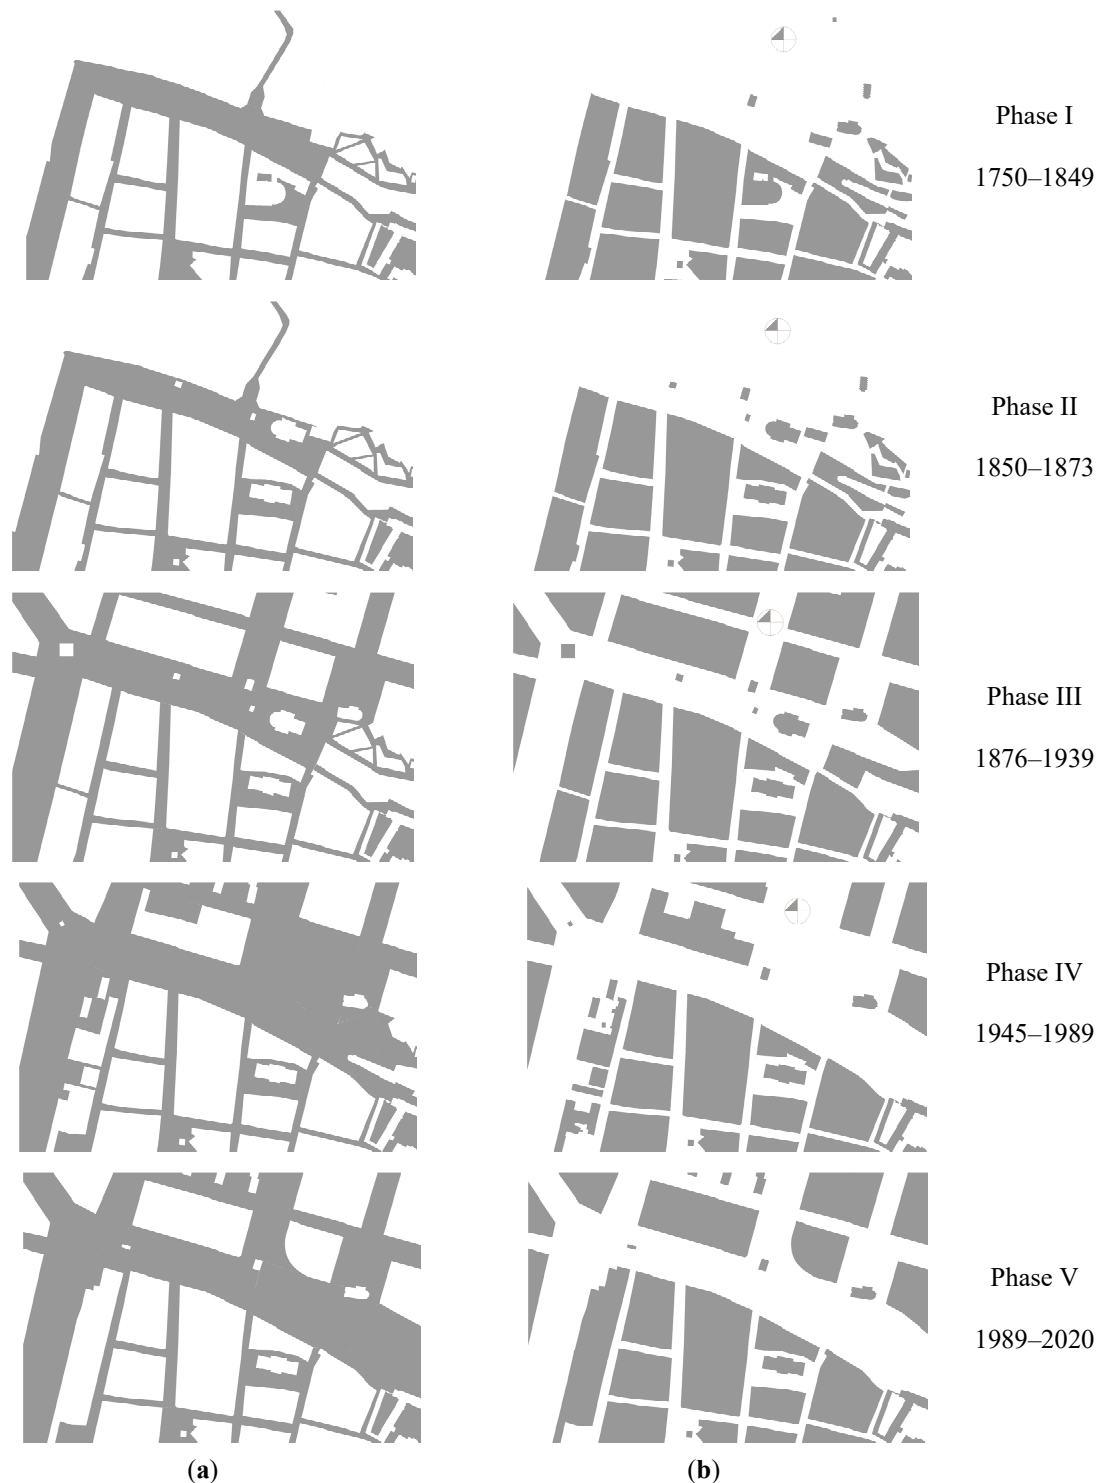 Phase I
1750–1849
Phase II
1850–1873
Phase III
1876–1939
Phase IV
1945–1989
Phase V
1989–2020
(a)
(b)